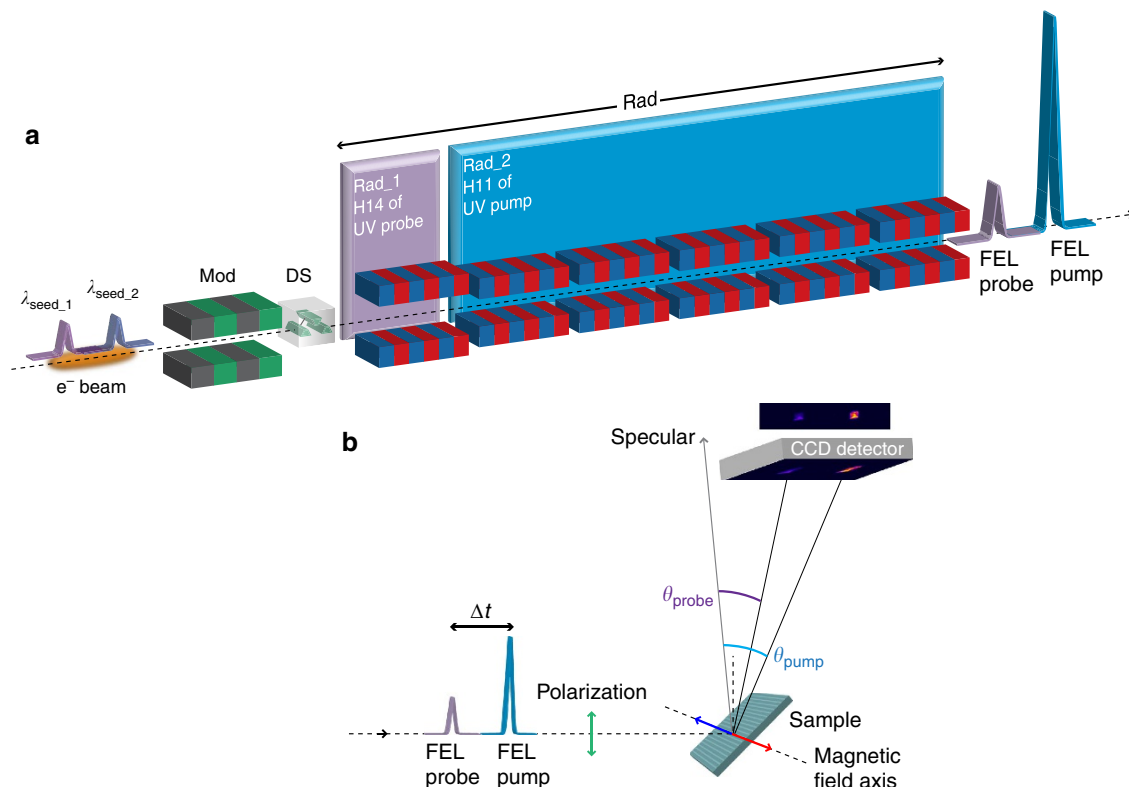 a
Rad
Rad_1
H14 of
UV probe
Rad_2
H11 of
UV pump
Mod
DS
λseed_1
λseed_2
e– beam
FEL
probe
FEL
pump
b
Specular
CCD detector
θprobe
θpump
Δt
Polarization
FEL
probe
FEL
pump
Sample
Magnetic
field axis